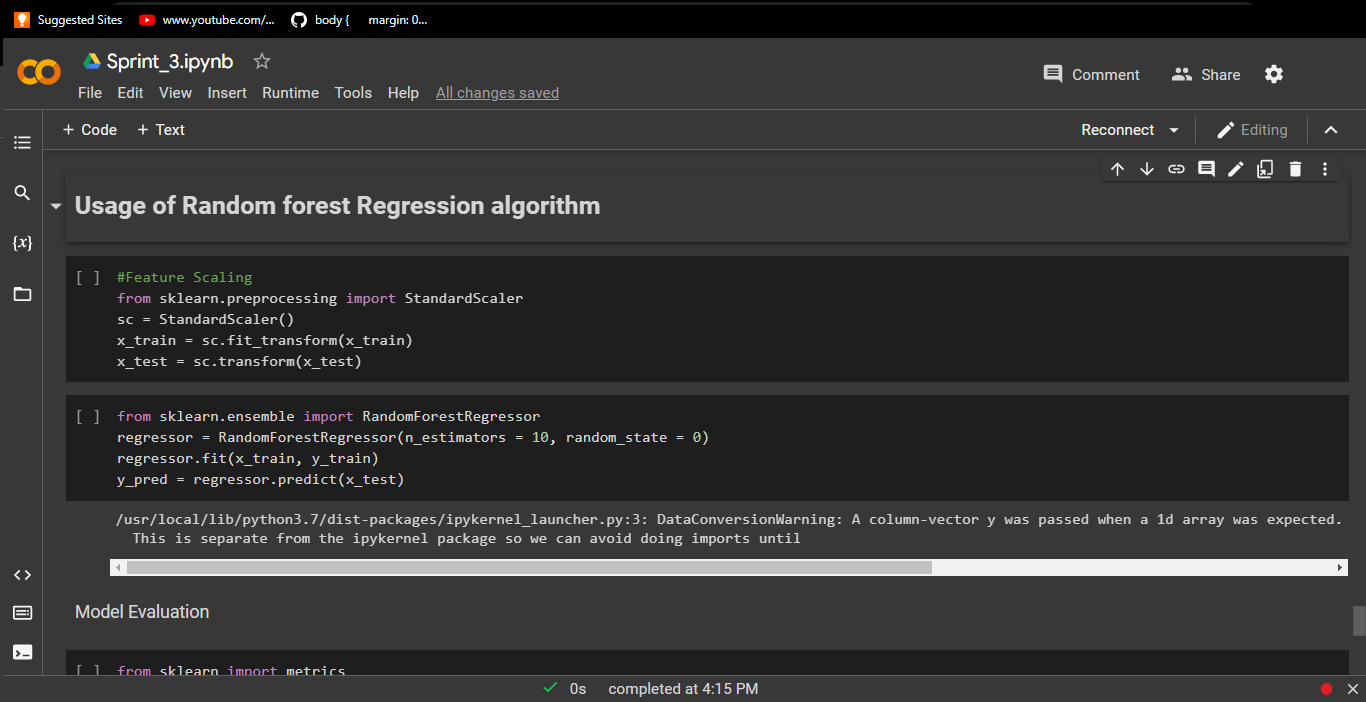 Suggested Sites www.youtube.com/... body { margin: 0...
Sprint_3.ipynb
File Edit View Insert Runtime Tools Help All changes saved
Comment Share
+ Code + Text Reconnect Editing
Usage of Random forest Regression algorithm
[ ] #Feature Scaling
from sklearn.preprocessing import StandardScaler
sc = StandardScaler()
x_train = sc.fit_transform(x_train)
x_test = sc.transform(x_test)
[ ] from sklearn.ensemble import RandomForestRegressor
regressor = RandomForestRegressor(n_estimators = 10, random_state = 0)
regressor.fit(x_train, y_train)
y_pred = regressor.predict(x_test)
/usr/local/lib/python3.7/dist-packages/ipykernel_launcher.py:3: DataConversionWarning: A column-vector y was passed when a 1d array was expected.
This is separate from the ipykernel package so we can avoid doing imports until
Model Evaluation
[ ] from sklearn import metrics
0s completed at 4:15 PM